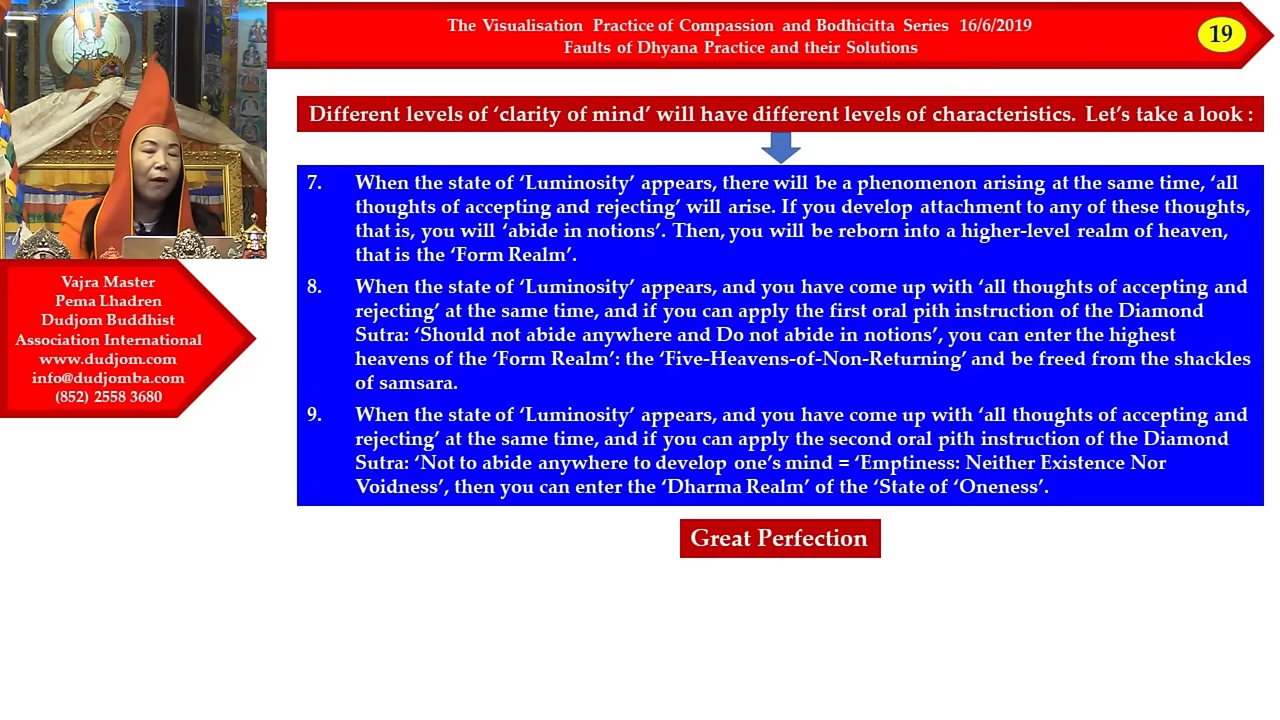 The Visualisation Practice of Compassion and Bodhicitta Series 16/6/2019
Faults of Dhyana Practice and their Solutions
19
Different levels of ‘clarity of mind’ will have different levels of characteristics. Let’s take a look :
7. When the state of ‘Luminosity’ appears, there will be a phenomenon arising at the same time, ‘all
thoughts of accepting and rejecting’ will arise. If you develop attachment to any of these thoughts,
that is, you will ‘abide in notions’. Then, you will be reborn into a higher-level realm of heaven,
that is the ‘Form Realm’.
8. When the state of ‘Luminosity’ appears, and you have come up with ‘all thoughts of accepting and
rejecting’ at the same time, and if you can apply the first oral pith instruction of the Diamond
Sutra: ‘Should not abide anywhere and Do not abide in notions’, you can enter the highest
heavens of the ‘Form Realm’: the ‘Five-Heavens-of-Non-Returning’ and be freed from the shackles
of samsara.
9. When the state of ‘Luminosity’ appears, and you have come up with ‘all thoughts of accepting and
rejecting’ at the same time, and if you can apply the second oral pith instruction of the Diamond
Sutra: ‘Not to abide anywhere to develop one’s mind = ‘Emptiness: Neither Existence Nor
Voidness’, then you can enter the ‘Dharma Realm’ of the ‘State of ‘Oneness’.
Great Perfection
Vajra Master
Pema Lhadren
Dudjom Buddhist
Association International
www.dudjom.com
info@dudjomba.com
(852) 2558 3680